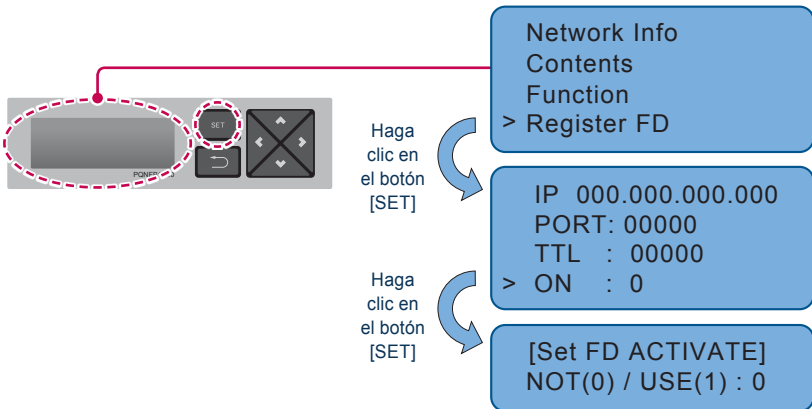 Network Info
Contents
Function
> Register FD
SET
Haga
clic en
el botón
[SET]
IP 000.000.000.000
PORT: 00000
TTL : 00000
> ON : 0
Haga
clic en
el botón
[SET]
[Set FD ACTIVATE]
NOT(0) / USE(1) : 0